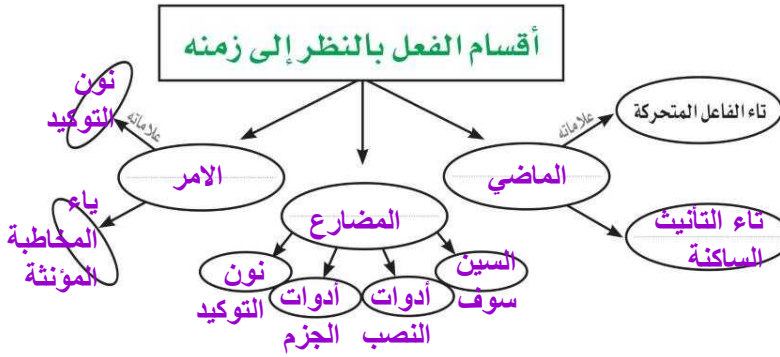 أقسام الفعل بالنظر إلى زمنه
تاء الفاعل المتحركة
علاماته
الماضي
تاء التأنيث
الساكنة
المضارع
السين
سوف
أدوات
النصب
أدوات
الجزم
نون
التوكيد
الامر
علاماته
نون
التوكيد
ياء
المخاطبة
المؤنثة